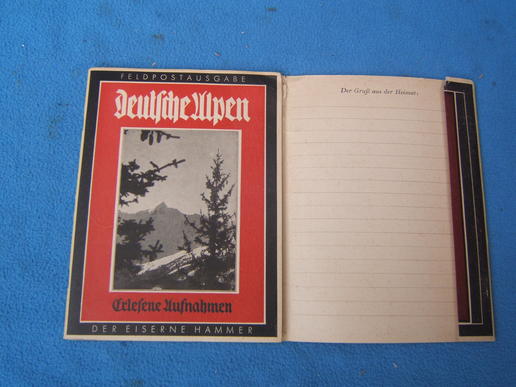 FELDPOSTAUSGABE
Deutsche Alpen
Erlesene Aufnahmen
DER EISERNE HAMMER
Der Gruß aus der Heimat: